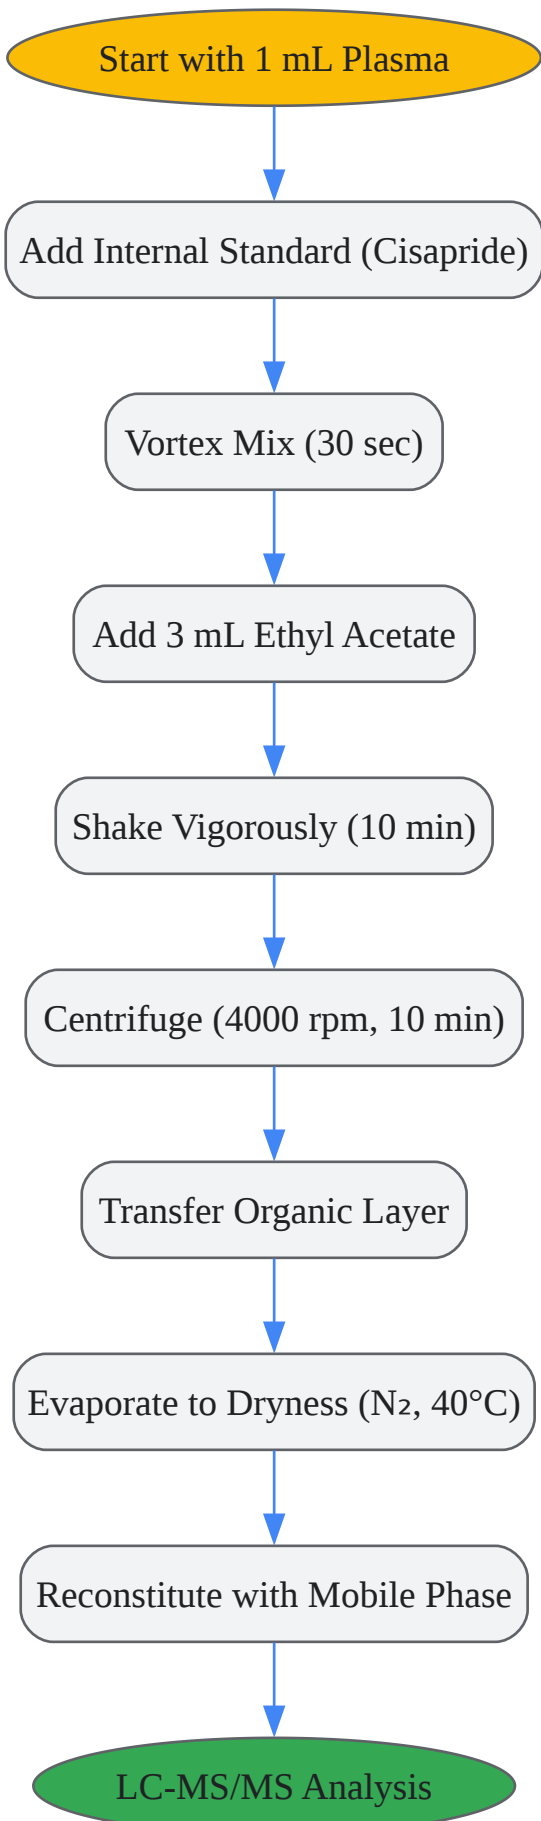 Start with 1 mL Plasma
Add Internal Standard (Cisapride)
Vortex Mix (30 sec)
Add 3 mL Ethyl Acetate
Shake Vigorously (10 min)
Centrifuge (4000 rpm, 10 min)
Transfer Organic Layer
Evaporate to Dryness (N₂, 40°C)
Reconstitute with Mobile Phase
LC-MS/MS Analysis